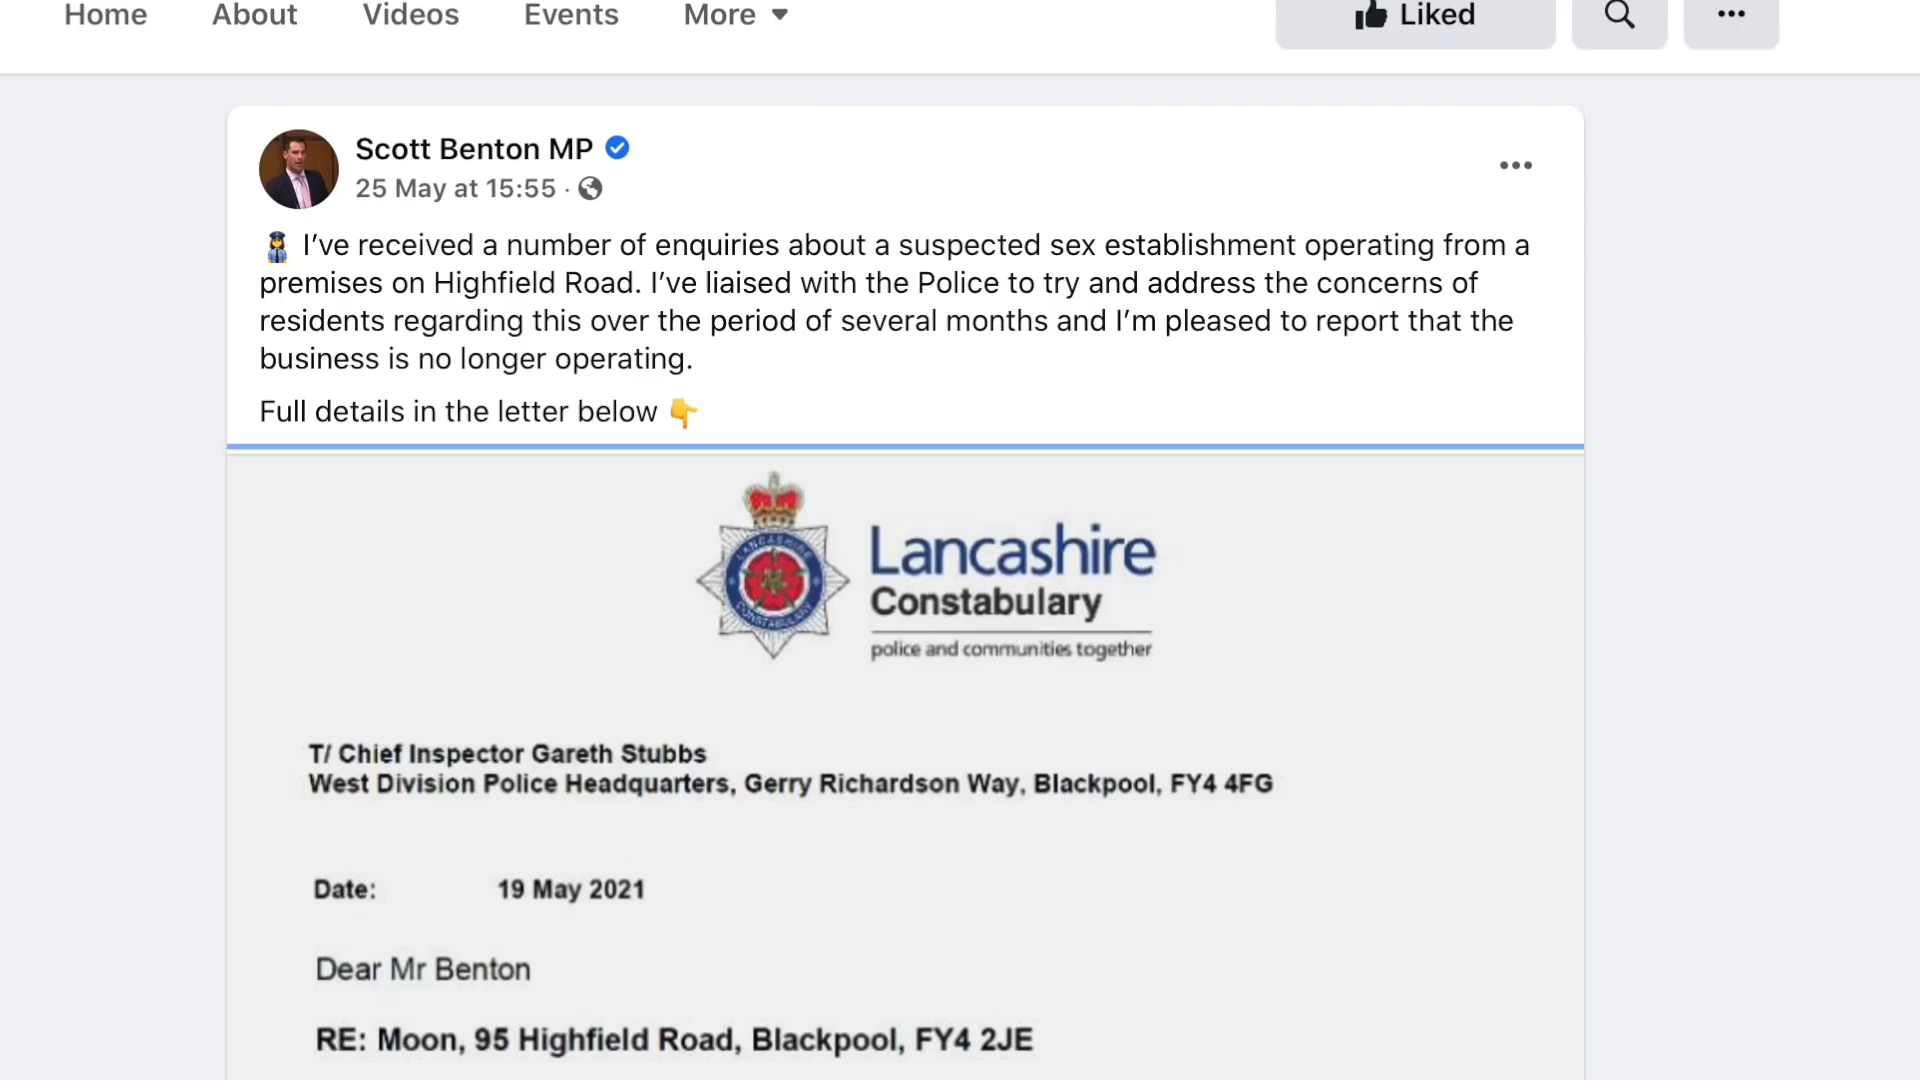 Home About Videos Events More Liked
Scott Benton MP
25 May at 15:55 ·
I’ve received a number of enquiries about a suspected sex establishment operating from a
premises on Highfield Road. I’ve liaised with the Police to try and address the concerns of
residents regarding this over the period of several months and I’m pleased to report that the
business is no longer operating.
Full details in the letter below
LANCASHIRE
CONSTABULARY
Lancashire
Constabulary
police and communities together
T/ Chief Inspector Gareth Stubbs
West Division Police Headquarters, Gerry Richardson Way, Blackpool, FY4 4FG
Date: 19 May 2021
Dear Mr Benton
RE: Moon, 95 Highfield Road, Blackpool, FY4 2JE